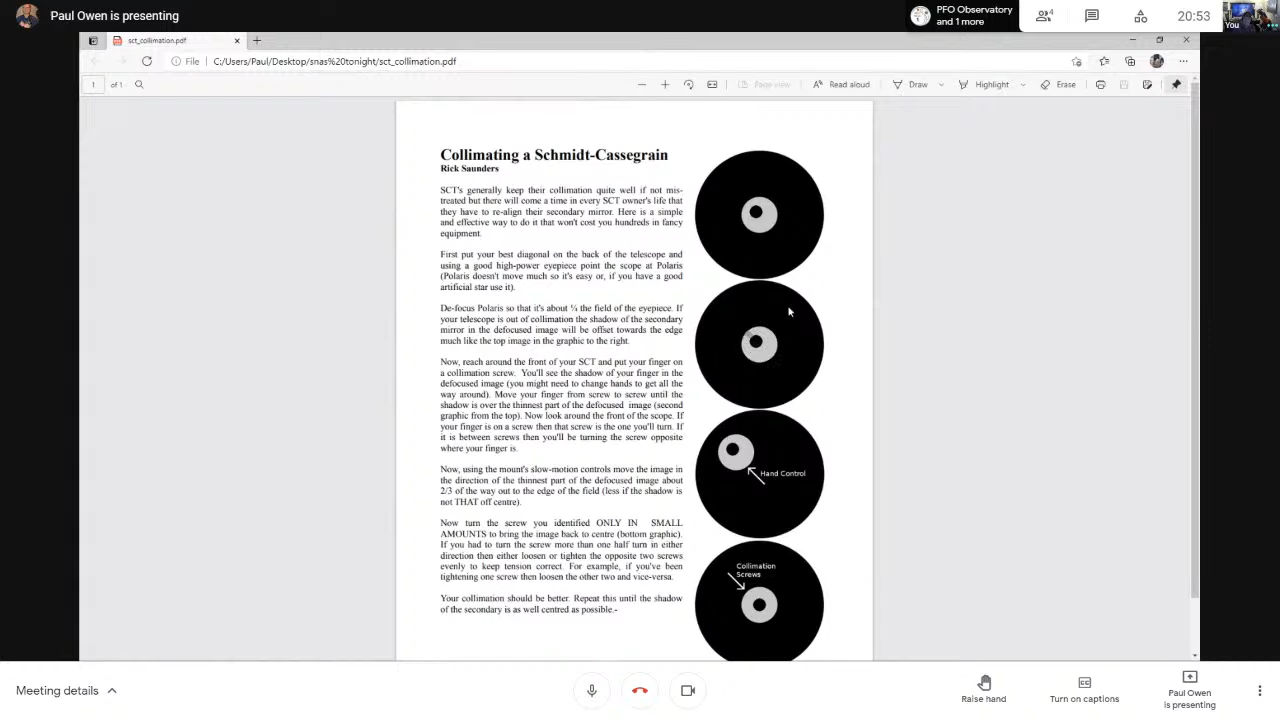 Paul Owen is presenting
PFO Observatory
and 1 more
4
20:53
You
sct_collimation.pdf
File
C:/Users/Paul/Desktop/snas%20tonight/sct_collimation.pdf
1
of 1
Page view
Read aloud
Draw
Highlight
Erase
Collimating a Schmidt-Cassegrain
Rick Saunders
SCT's generally keep their collimation quite well if not mis-
treated but there will come a time in every SCT owner's life that
they have to re-align their secondary mirror. Here is a simple
and effective way to do it that won't cost you hundreds in fancy
equipment.
First put your best diagonal on the back of the telescope and
using a good high-power eyepiece point the scope at Polaris
(Polaris doesn't move much so it's easy or, if you have a good
artificial star use it).
De-focus Polaris so that it's about ¼ the field of the eyepiece. If
your telescope is out of collimation the shadow of the secondary
mirror in the defocused image will be offset towards the edge
much like the top image in the graphic to the right.
Now, reach around the front of your SCT and put your finger on
a collimation screw. You'll see the shadow of your finger in the
defocused image (you might need to change hands to get all the
way around). Move your finger from screw to screw until the
shadow is over the thinnest part of the defocused image (second
graphic from the top). Now look around the front of the scope. If
your finger is on a screw then that screw is the one you'll turn. If
it is between screws then you'll be turning the screw opposite
where your finger is.
Now, using the mount's slow-motion controls move the image in
the direction of the thinnest part of the defocused image about
2/3 of the way out to the edge of the field (less if the shadow is
not THAT off centre).
Now turn the screw you identified ONLY IN SMALL
AMOUNTS to bring the image back to centre (bottom graphic).
If you had to turn the screw more than one half turn in either
direction then either loosen or tighten the opposite two screws
evenly to keep tension correct. For example, if you've been
tightening one screw then loosen the other two and vice-versa.
Your collimation should be better. Repeat this until the shadow
of the secondary is as well centred as possible.-
Hand Control
Collimation
Screws
Meeting details
Raise hand
Turn on captions
Paul Owen
is presenting